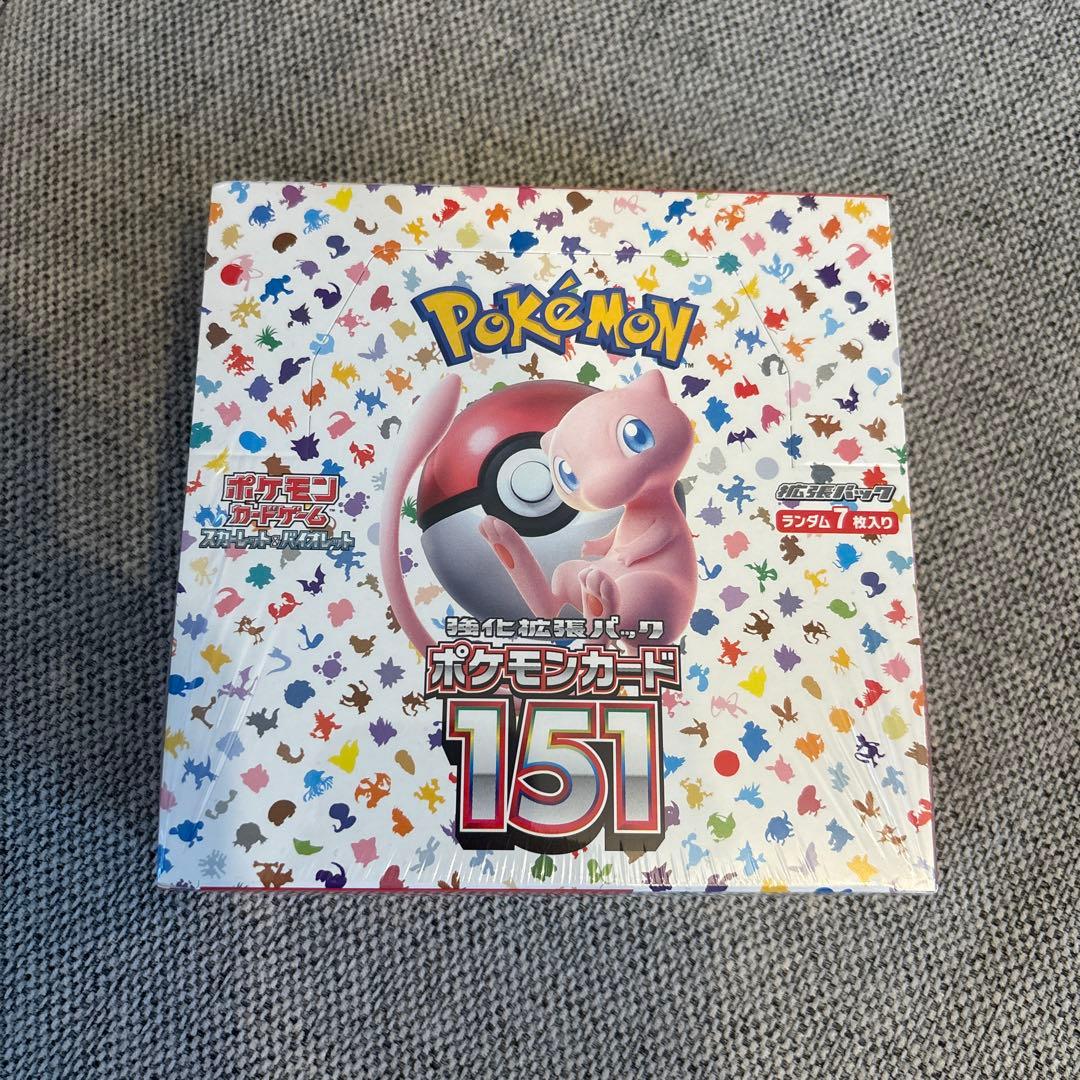 POKéMON
TM
ポケモン
カードゲーム
スカーレット&バイオレット
拡張パック
ランダム7枚入り
強化拡張パック
ポケモンカード
151